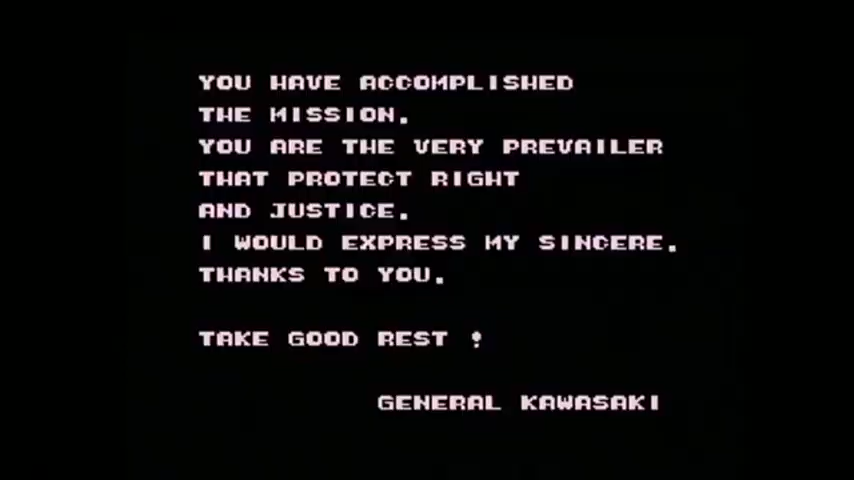 YOU HAVE ACCOMPLISHED
THE MISSION.
YOU ARE THE VERY PREVAILER
THAT PROTECT RIGHT
AND JUSTICE.
I WOULD EXPRESS MY SINCERE.
THANKS TO YOU.
TAKE GOOD REST !
GENERAL KAWASAKI